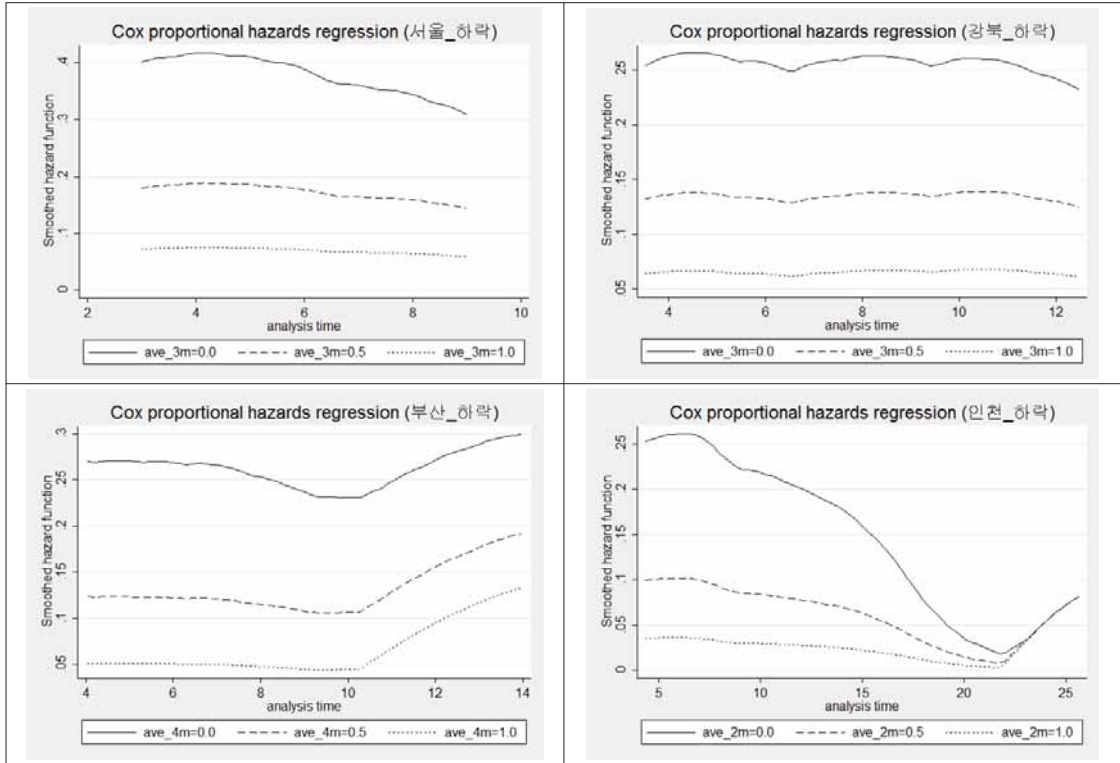 Cox proportional hazards regression (서울_하락)
Smoothed hazard function
.4
.3
.2
.1
0
2 4 6 8 10
analysis time
ave_3m=0.0 ave_3m=0.5 ave_3m=1.0
Cox proportional hazards regression (강북_하락)
Smoothed hazard function
.25
.2
.15
.1
.05
4 6 8 10 12
analysis time
ave_3m=0.0 ave_3m=0.5 ave_3m=1.0
Cox proportional hazards regression (부산_하락)
Smoothed hazard function
.3
.25
.2
.15
.1
.05
4 6 8 10 12 14
analysis time
ave_4m=0.0 ave_4m=0.5 ave_4m=1.0
Cox proportional hazards regression (인천_하락)
Smoothed hazard function
.25
.2
.15
.1
.05
0
5 10 15 20 25
analysis time
ave_2m=0.0 ave_2m=0.5 ave_2m=1.0